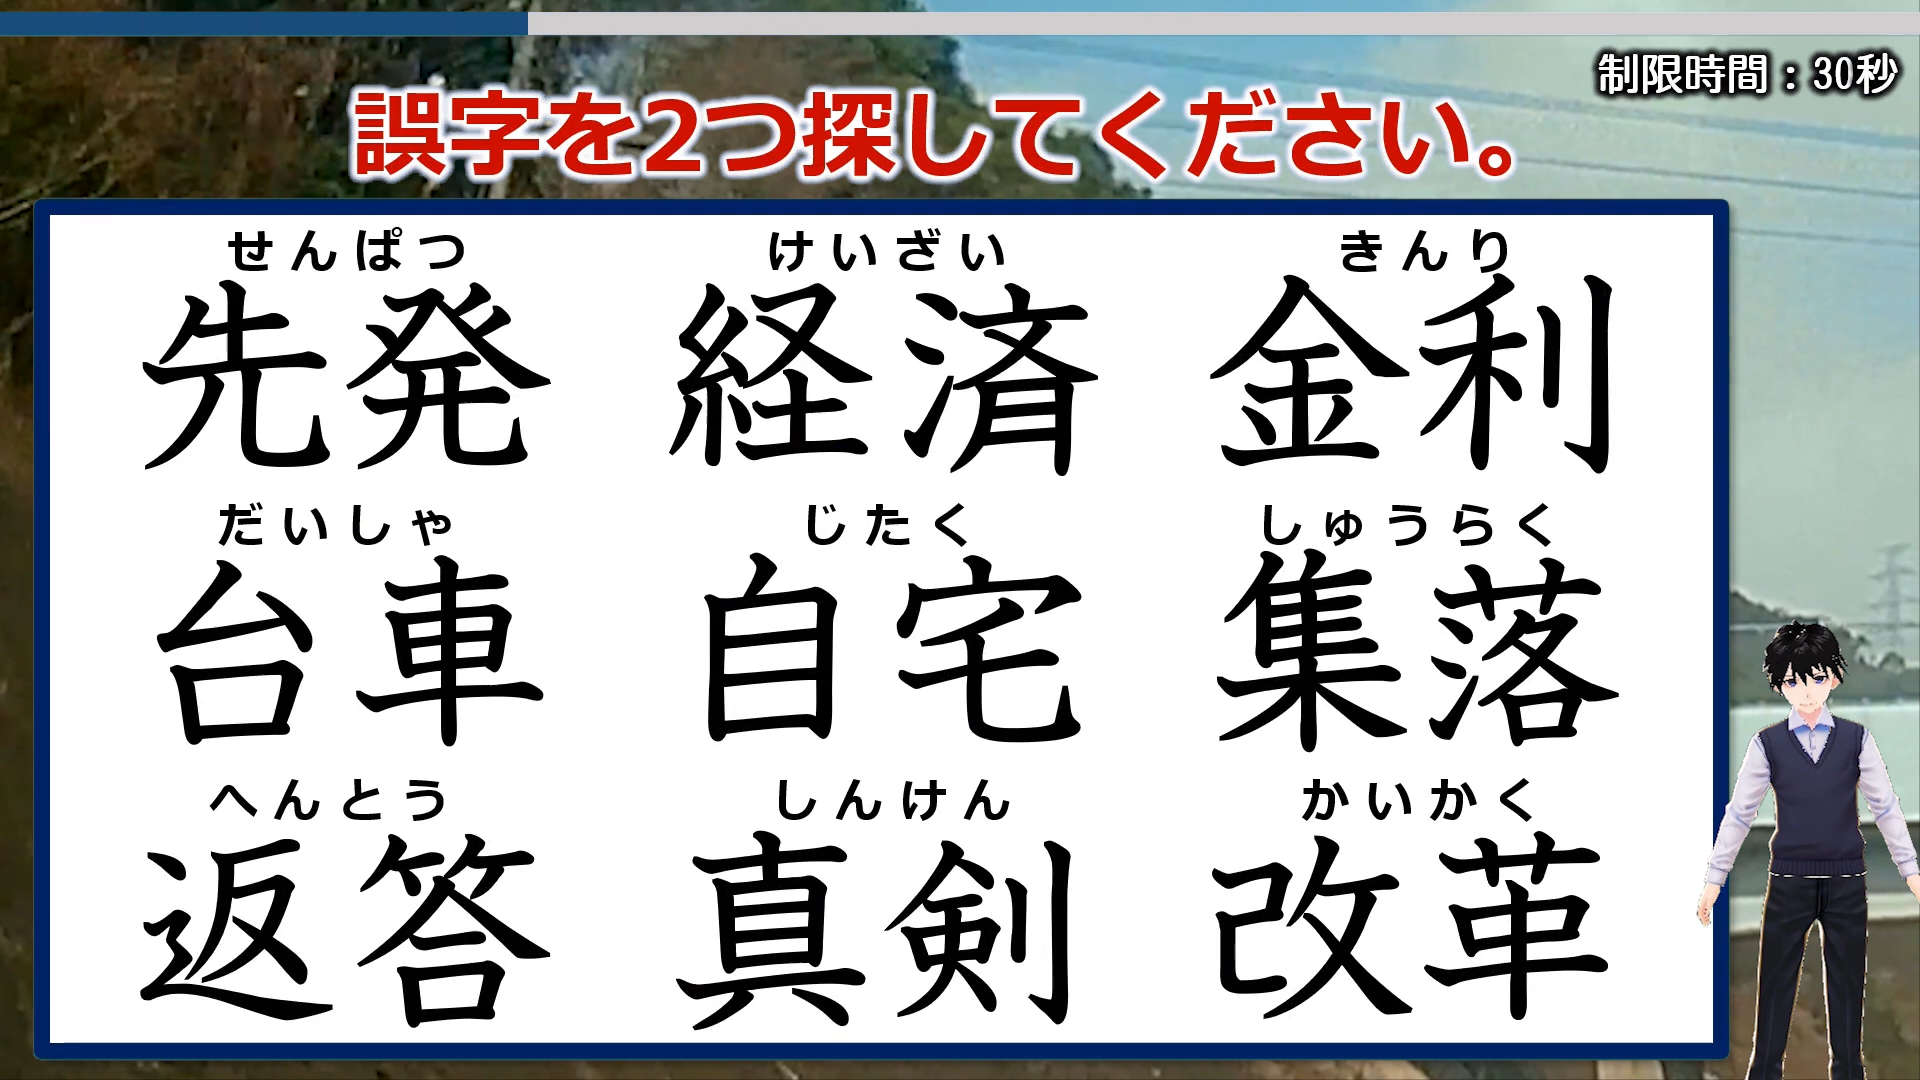 制限時間：30秒
誤字を2つ探してください。
せんぱつ けいざい きんり
先発 経済 金利
だいしゃ じたく しゅうらく
台車 自宅 集落
へんとう しんけん かいかく
返答 真剣 改革